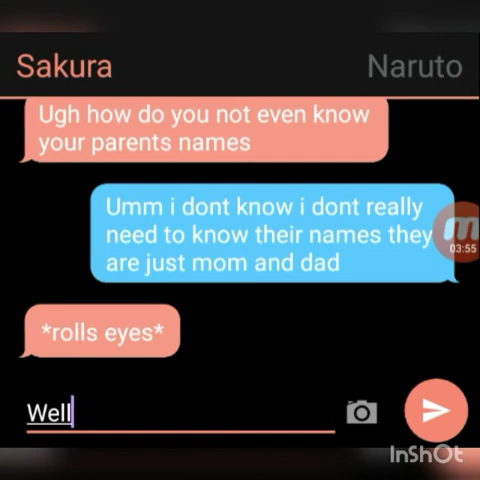 Sakura Naruto
Ugh how do you not even know
your parents names
Umm i dont know i dont really
need to know their names they
are just mom and dad
03:55
*rolls eyes*
Well
InShOt